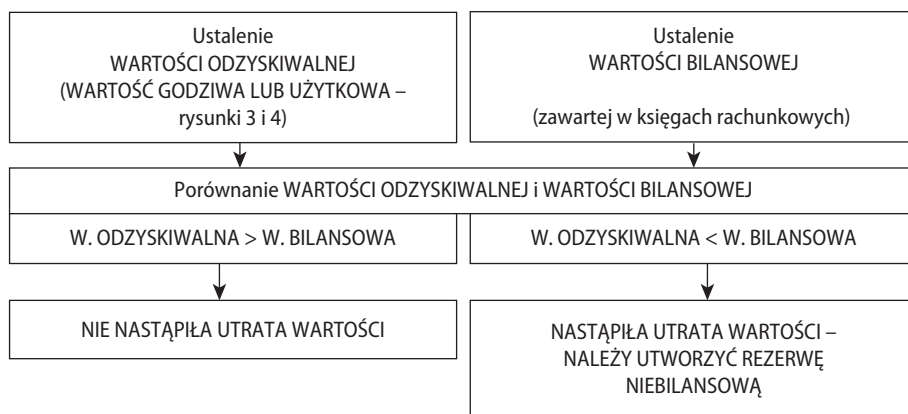 Ustalenie
WARTOŚCI ODZYSKIWALNEJ
(WARTOŚĆ GODZIWA LUB UŻYTKOWA –
rysunki 3 i 4)
Ustalenie
WARTOŚCI BILANSOWEJ
(zawartej w księgach rachunkowych)
Porównanie WARTOŚCI ODZYSKIWALNEJ i WARTOŚCI BILANSOWEJ
W. ODZYSKIWALNA > W. BILANSOWA
W. ODZYSKIWALNA < W. BILANSOWA
NIE NASTĄPIŁA UTRATA WARTOŚCI
NASTĄPIŁA UTRATA WARTOŚCI –
NALEŻY UTWORZYĆ REZERWĘ
NIEBILANSOWĄ